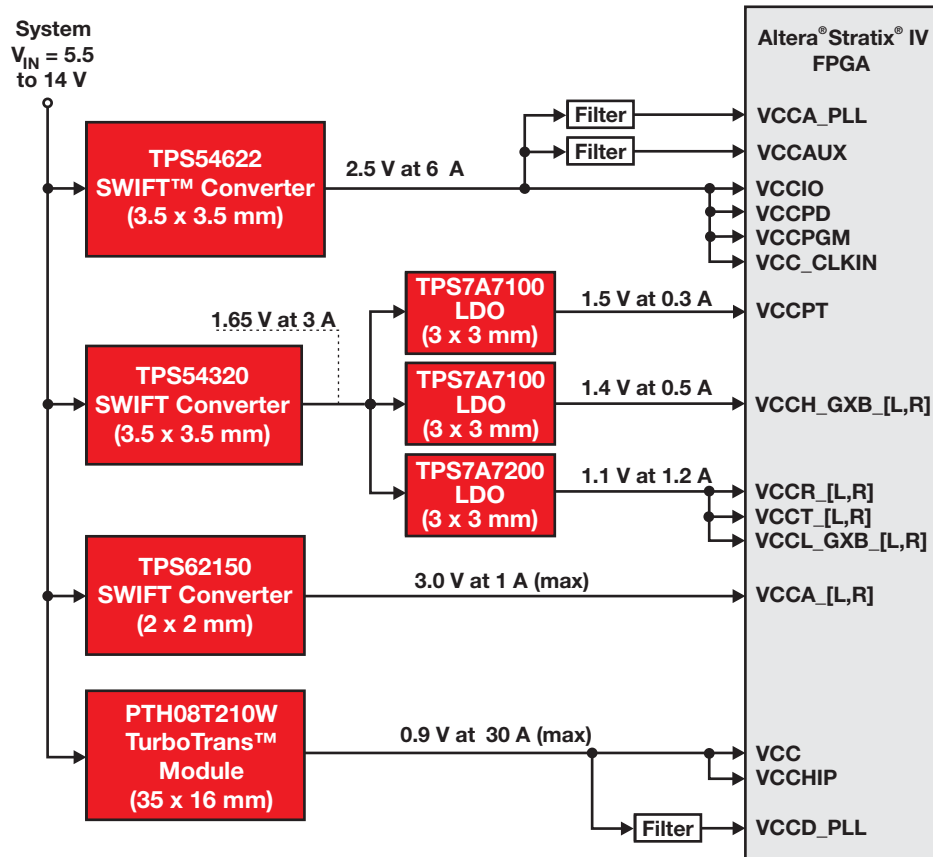 System
VIN = 5.5
to 14 V
Altera®Stratix® IV
FPGA
TPS54622
SWIFT™ Converter
(3.5 x 3.5 mm)
2.5 V at 6 A
Filter
Filter
VCCA_PLL
VCCAUX
VCCIO
VCCPD
VCCPGM
VCC_CLKIN
1.65 V at 3 A
TPS54320
SWIFT Converter
(3.5 x 3.5 mm)
TPS7A7100
LDO
(3 x 3 mm)
1.5 V at 0.3 A
VCCPT
TPS7A7100
LDO
(3 x 3 mm)
1.4 V at 0.5 A
VCCH_GXB_[L,R]
TPS7A7200
LDO
(3 x 3 mm)
1.1 V at 1.2 A
VCCR_[L,R]
VCCT_[L,R]
VCCL_GXB_[L,R]
TPS62150
SWIFT Converter
(2 x 2 mm)
3.0 V at 1 A (max)
VCCA_[L,R]
PTH08T210W
TurboTrans™
Module
(35 x 16 mm)
0.9 V at 30 A (max)
VCC
VCCHIP
Filter
VCCD_PLL